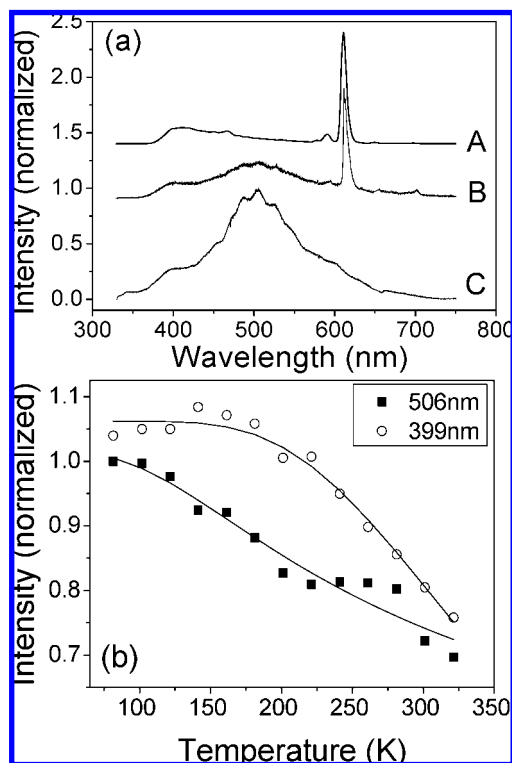 (a)
2.5
2.0
1.5
1.0
0.5
0.0
Intensity (normalized)
A
B
C
300 400 500 600 700 800
Wavelength (nm)
1.1
1.0
0.9
0.8
0.7
Intensity (normalized)
506nm
399nm
(b)
100 150 200 250 300 350
Temperature (K)